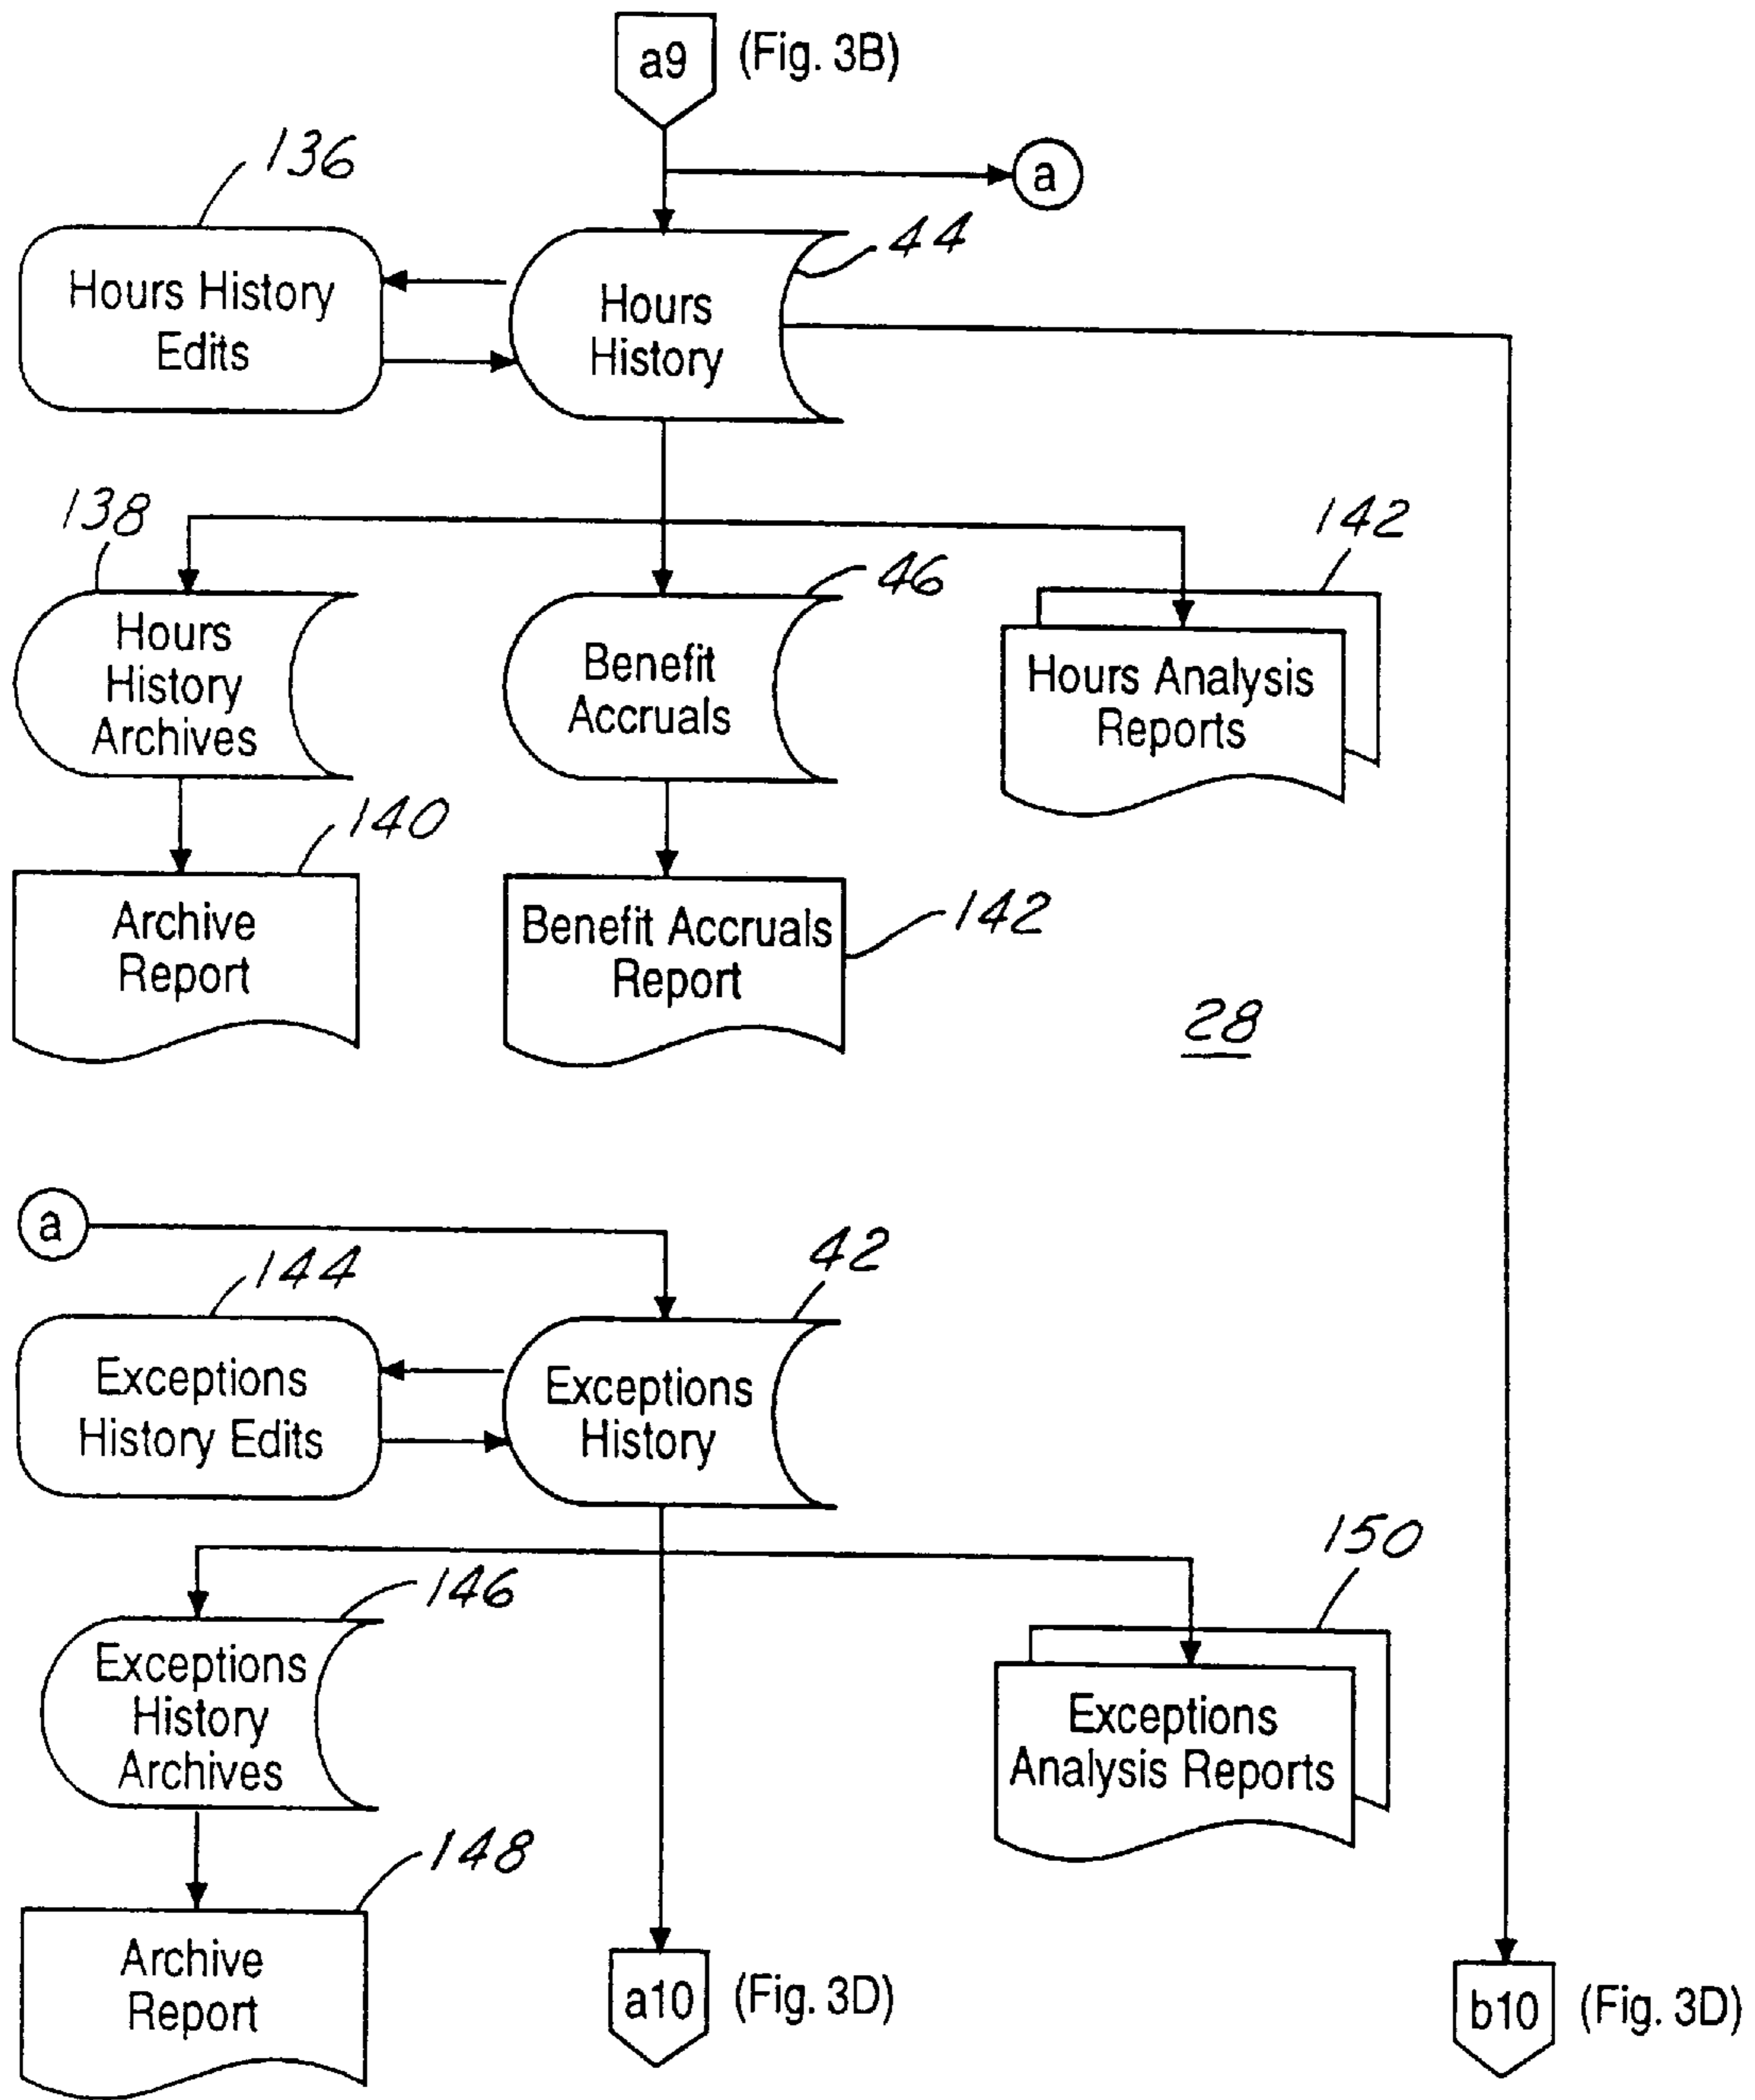 a9 (Fig. 3B)
136
a
44
Hours History
Edits
Hours
History
138
142
46
Hours
History
Archives
Benefit
Accruals
Hours Analysis
Reports
140
Archive
Report
Benefit Accruals
Report
142
28
a
42
144
Exceptions
History Edits
Exceptions
History
150
146
Exceptions
History
Archives
Exceptions
Analysis Reports
148
Archive
Report
a10 (Fig. 3D)
b10 (Fig. 3D)